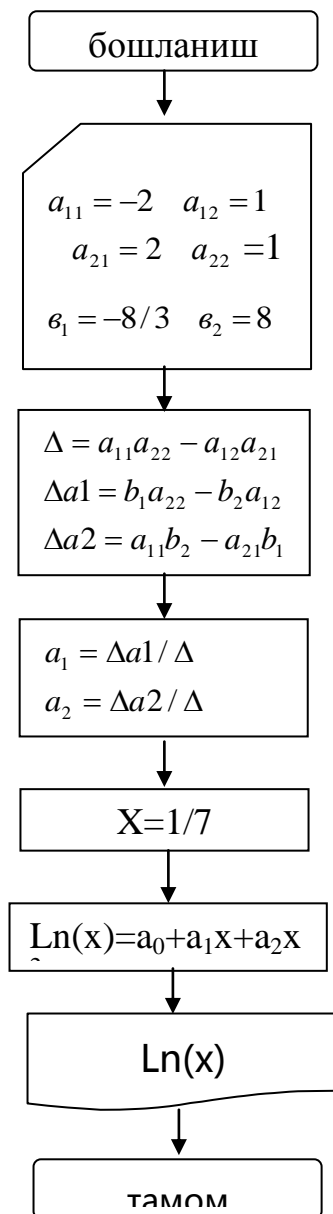 бошланиш
a₁₁ = −2 a₁₂ = 1
a₂₁ = 2 a₂₂ = 1
в₁ = −8/3 в₂ = 8
Δ = a₁₁a₂₂ − a₁₂a₂₁
Δa1 = b₁a₂₂ − b₂a₁₂
Δa2 = a₁₁b₂ − a₂₁b₁
a₁ = Δa1 / Δ
a₂ = Δa2 / Δ
X=1/7
Ln(x)=a₀+a₁x+a₂x
Ln(x)
тамом